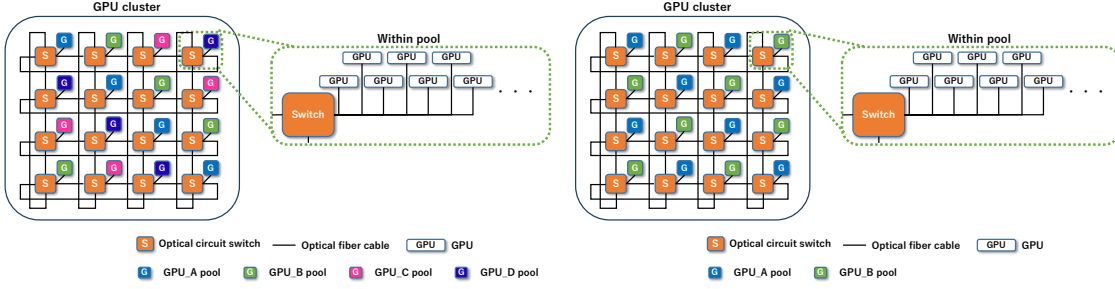 GPU cluster
G G G G
S S S S
G G G G
S S S S
G G G G
S S S S
G G G G
S S S S
Within pool
GPU GPU GPU
GPU GPU GPU GPU . . .
Switch
S Optical circuit switch Optical fiber cable GPU GPU
G GPU_A pool G GPU_B pool G GPU_C pool G GPU_D pool
GPU cluster
G G G G
S S S S
G G G G
S S S S
G G G G
S S S S
G G G G
S S S S
Within pool
GPU GPU GPU
GPU GPU GPU GPU . . .
Switch
S Optical circuit switch Optical fiber cable GPU GPU
G GPU_A pool G GPU_B pool